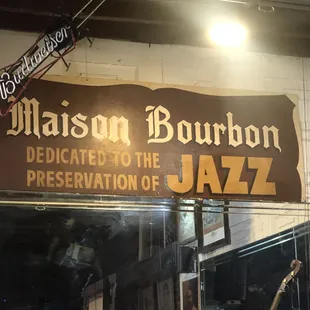 Budweiser
Maison Bourbon
DEDICATED TO THE
PRESERVATION OF JAZZ